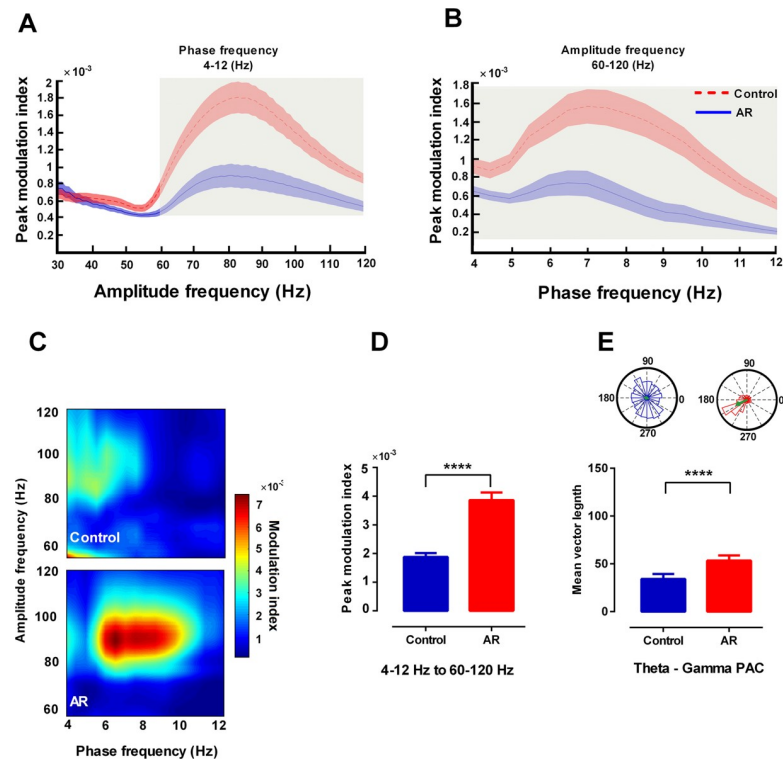 A
Phase frequency
4-12 (Hz)
×10-3
Peak modulation index
2
1.8
1.6
1.4
1.2
1
0.8
0.6
0.4
0.2
30 40 50 60 70 80 90 100 110 120
Amplitude frequency (Hz)
B
Amplitude frequency
60-120 (Hz)
×10-3
Peak modulation index
1.8
1.6
1.4
1.2
1
0.8
0.6
0.4
0.2
Control
AR
4 5 6 7 8 9 10 11 12
Phase frequency (Hz)
C
Amplitude frequency (Hz)
120
100
80
60
Control
120
100
80
60
AR
4 6 8 10 12
Phase frequency (Hz)
7
6
5
4
3
2
1
Modulation index
D
×10-3
Peak modulation index
5
4
3
2
1
0
****
Control AR
4-12 Hz to 60-120 Hz
E
90
180 0
270
90
180 0
270
Mean vector legnth
150
100
50
0
****
Control AR
Theta - Gamma PAC